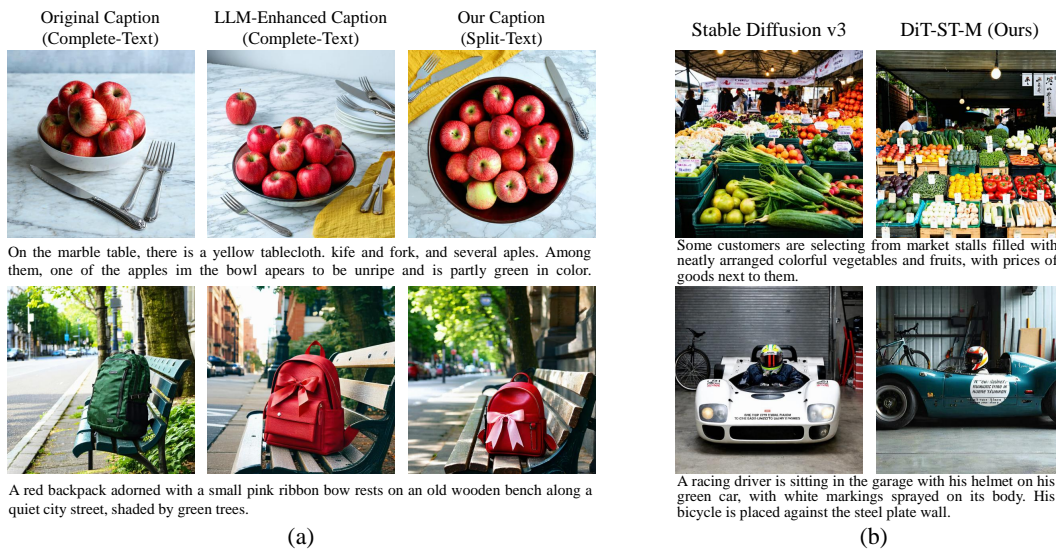 Original Caption
(Complete-Text)
LLM-Enhanced Caption
(Complete-Text)
Our Caption
(Split-Text)
On the marble table, there is a yellow tablecloth. kife and fork, and several aples. Among
them, one of the apples im the bowl apears to be unripe and is partly green in color.
A red backpack adorned with a small pink ribbon bow rests on an old wooden bench along a
quiet city street, shaded by green trees.
(a)
Stable Diffusion v3
DiT-ST-M (Ours)
Some customers are selecting from market stalls filled with
neatly arranged colorful vegetables and fruits, with prices of
goods next to them.
A racing driver is sitting in the garage with his helmet on his
green car, with white markings sprayed on its body. His
bicycle is placed against the steel plate wall.
(b)